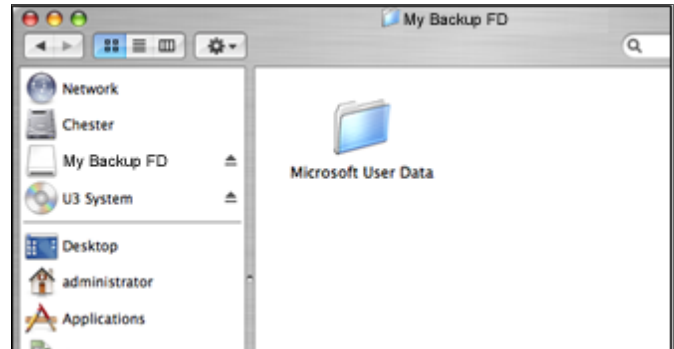 My Backup FD
Network
Chester
My Backup FD
U3 System
Desktop
administrator
Applications
Microsoft User Data